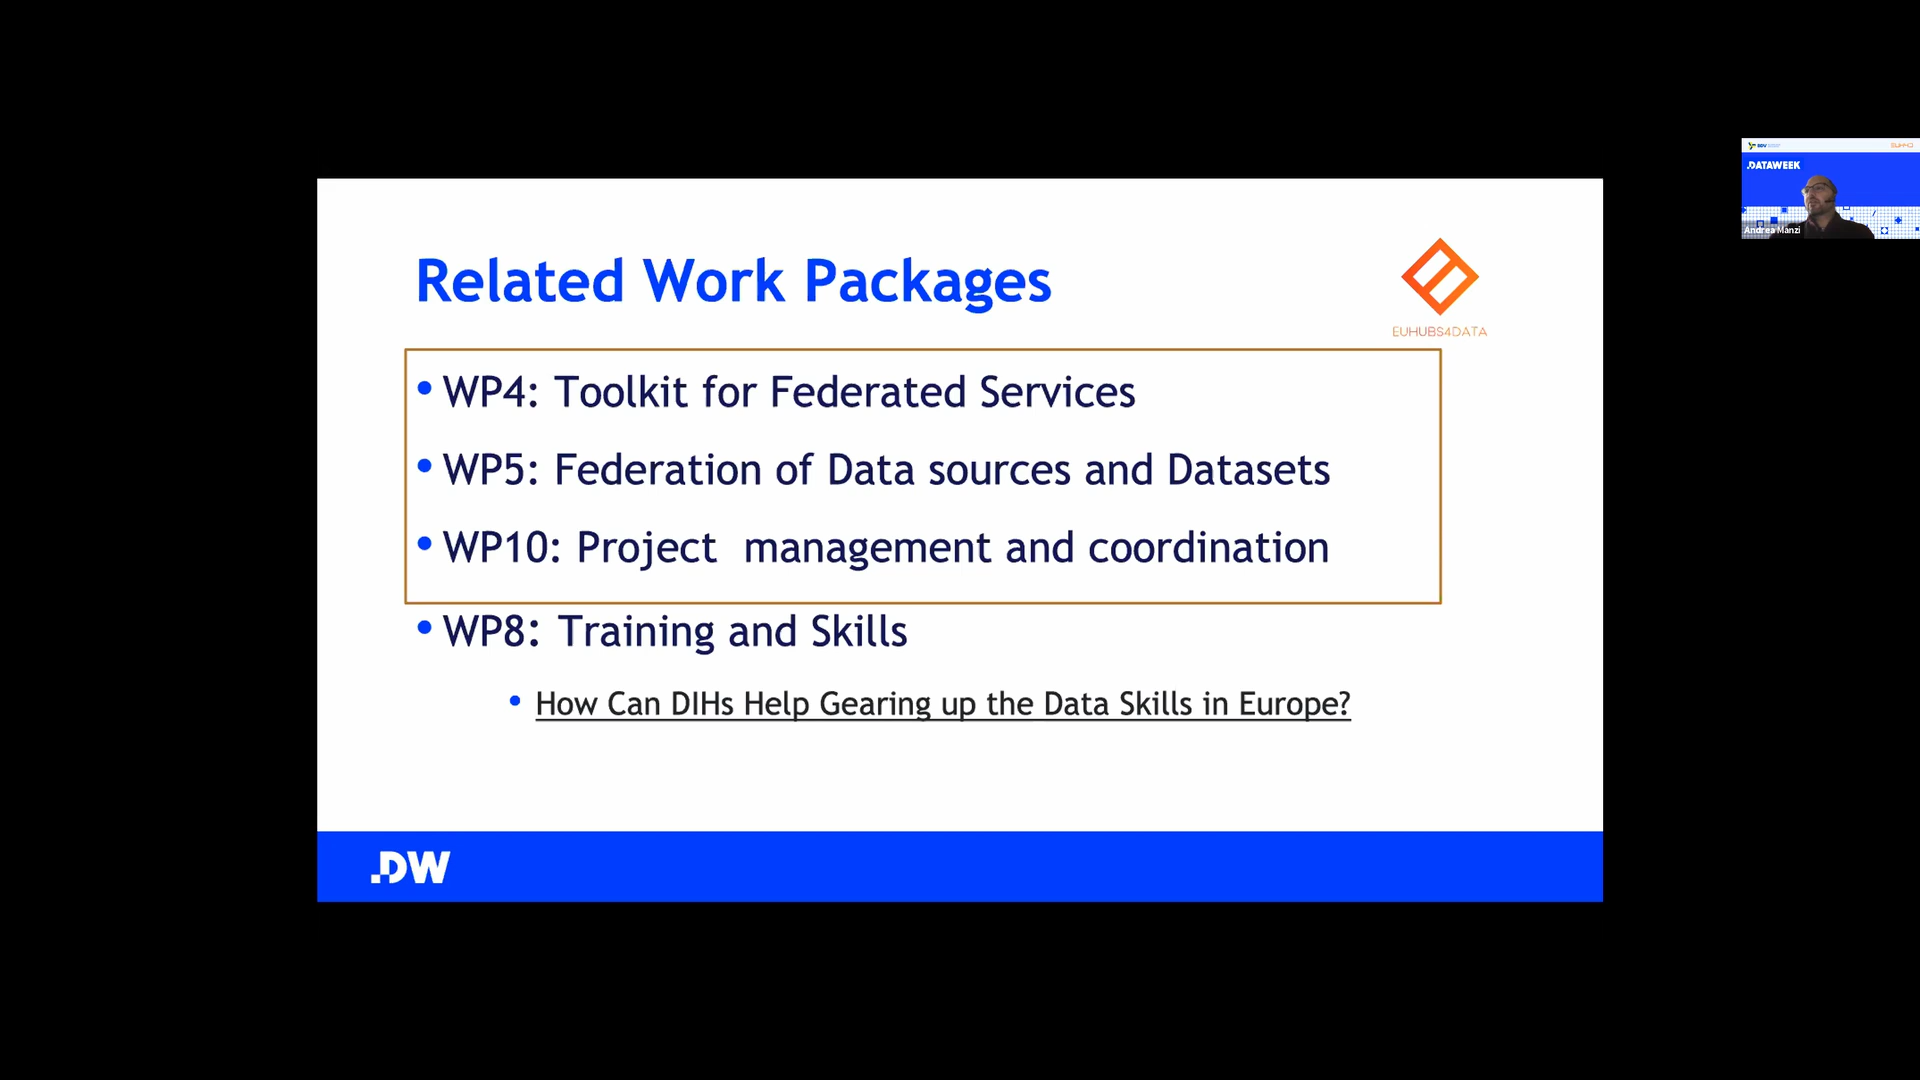 Related Work Packages
EUHUBS4DATA
• WP4: Toolkit for Federated Services
• WP5: Federation of Data sources and Datasets
• WP10: Project  management and coordination
• WP8: Training and Skills
• How Can DIHs Help Gearing up the Data Skills in Europe?
.DW
.DATAWEEK
Andrea Manzi